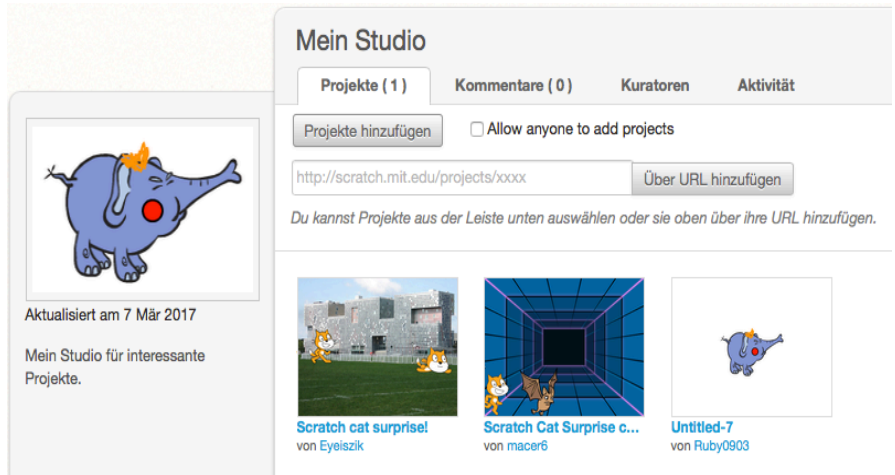 Mein Studio
Projekte ( 1 ) Kommentare ( 0 ) Kuratoren Aktivität
Projekte hinzufügen Allow anyone to add projects
http://scratch.mit.edu/projects/xxxx Über URL hinzufügen
Du kannst Projekte aus der Leiste unten auswählen oder sie oben über ihre URL hinzufügen.
Aktualisiert am 7 Mär 2017
Mein Studio für interessante
Projekte.
Scratch cat surprise! Scratch Cat Surprise c... Untitled-7
von Eyeiszik von macer6 von Ruby0903